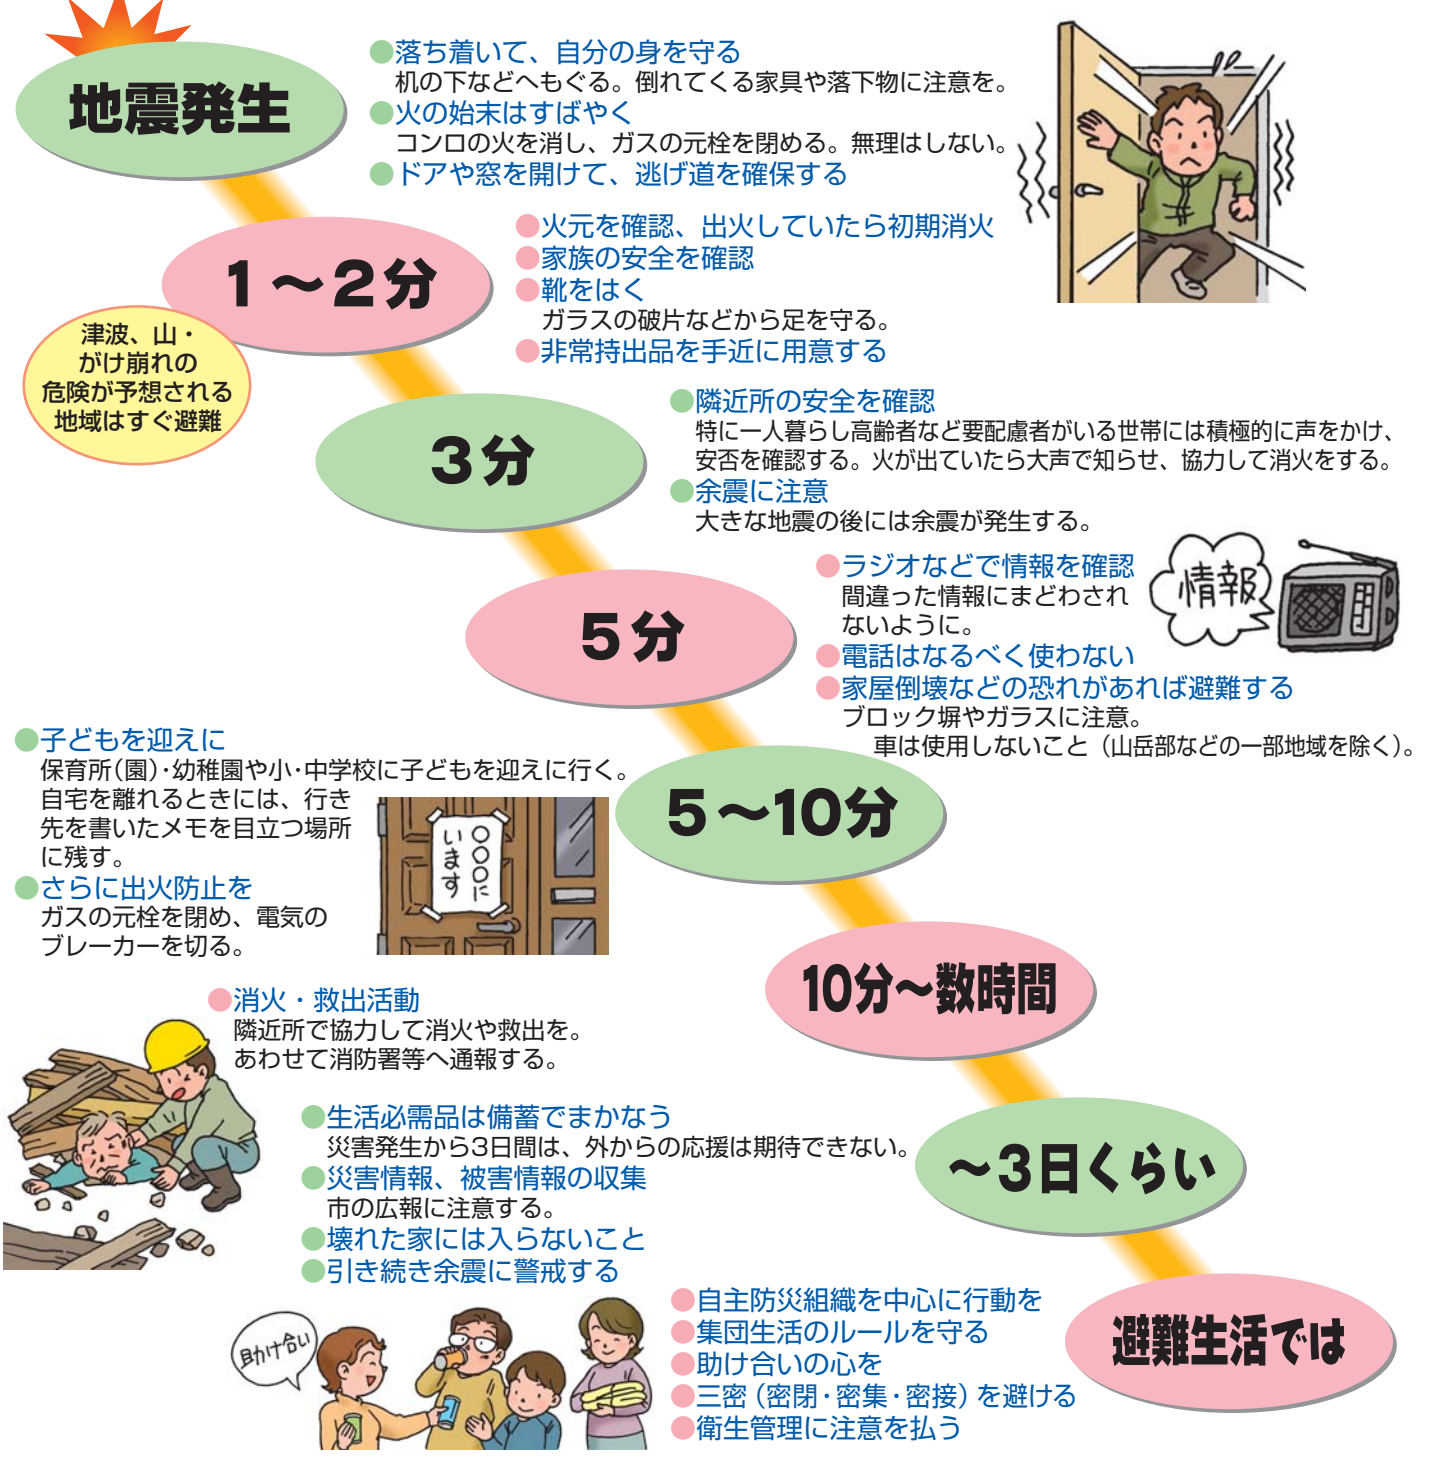 地震発生
●落ち着いて、自分の身を守る
机の下などへもぐる。倒れてくる家具や落下物に注意を。
●火の始末はすばやく
コンロの火を消し、ガスの元栓を閉める。無理はしない。
●ドアや窓を開けて、逃げ道を確保する
1～2分
●火元を確認、出火していたら初期消火
●家族の安全を確認
●靴をはく
ガラスの破片などから足を守る。
●非常持出品を手近に用意する
津波、山・
がけ崩れの
危険が予想される
地域はすぐ避難
3分
●隣近所の安全を確認
特に一人暮らし高齢者など要配慮者がいる世帯には積極的に声をかけ、
安否を確認する。火が出ていたら大声で知らせ、協力して消火をする。
●余震に注意
大きな地震の後には余震が発生する。
5分
●ラジオなどで情報を確認
間違った情報にまどわされ
ないように。
●電話はなるべく使わない
●家屋倒壊などの恐れがあれば避難する
ブロック塀やガラスに注意。
車は使用しないこと（山岳部などの一部地域を除く）。
情報
5～10分
●子どもを迎えに
保育所（園）・幼稚園や小・中学校に子どもを迎えに行く。
自宅を離れるときには、行き
先を書いたメモを目立つ場所
に残す。
●さらに出火防止を
ガスの元栓を閉め、電気の
ブレーカーを切る。
○○○に
います
10分～数時間
●消火・救出活動
隣近所で協力して消火や救出を。
あわせて消防署等へ通報する。
～3日くらい
●生活必需品は備蓄でまかなう
災害発生から3日間は、外からの応援は期待できない。
●災害情報、被害情報の収集
市の広報に注意する。
●壊れた家には入らないこと
●引き続き余震に警戒する
避難生活では
●自主防災組織を中心に行動を
●集団生活のルールを守る
●助け合いの心を
●三密（密閉・密集・密接）を避ける
●衛生管理に注意を払う
助け合い